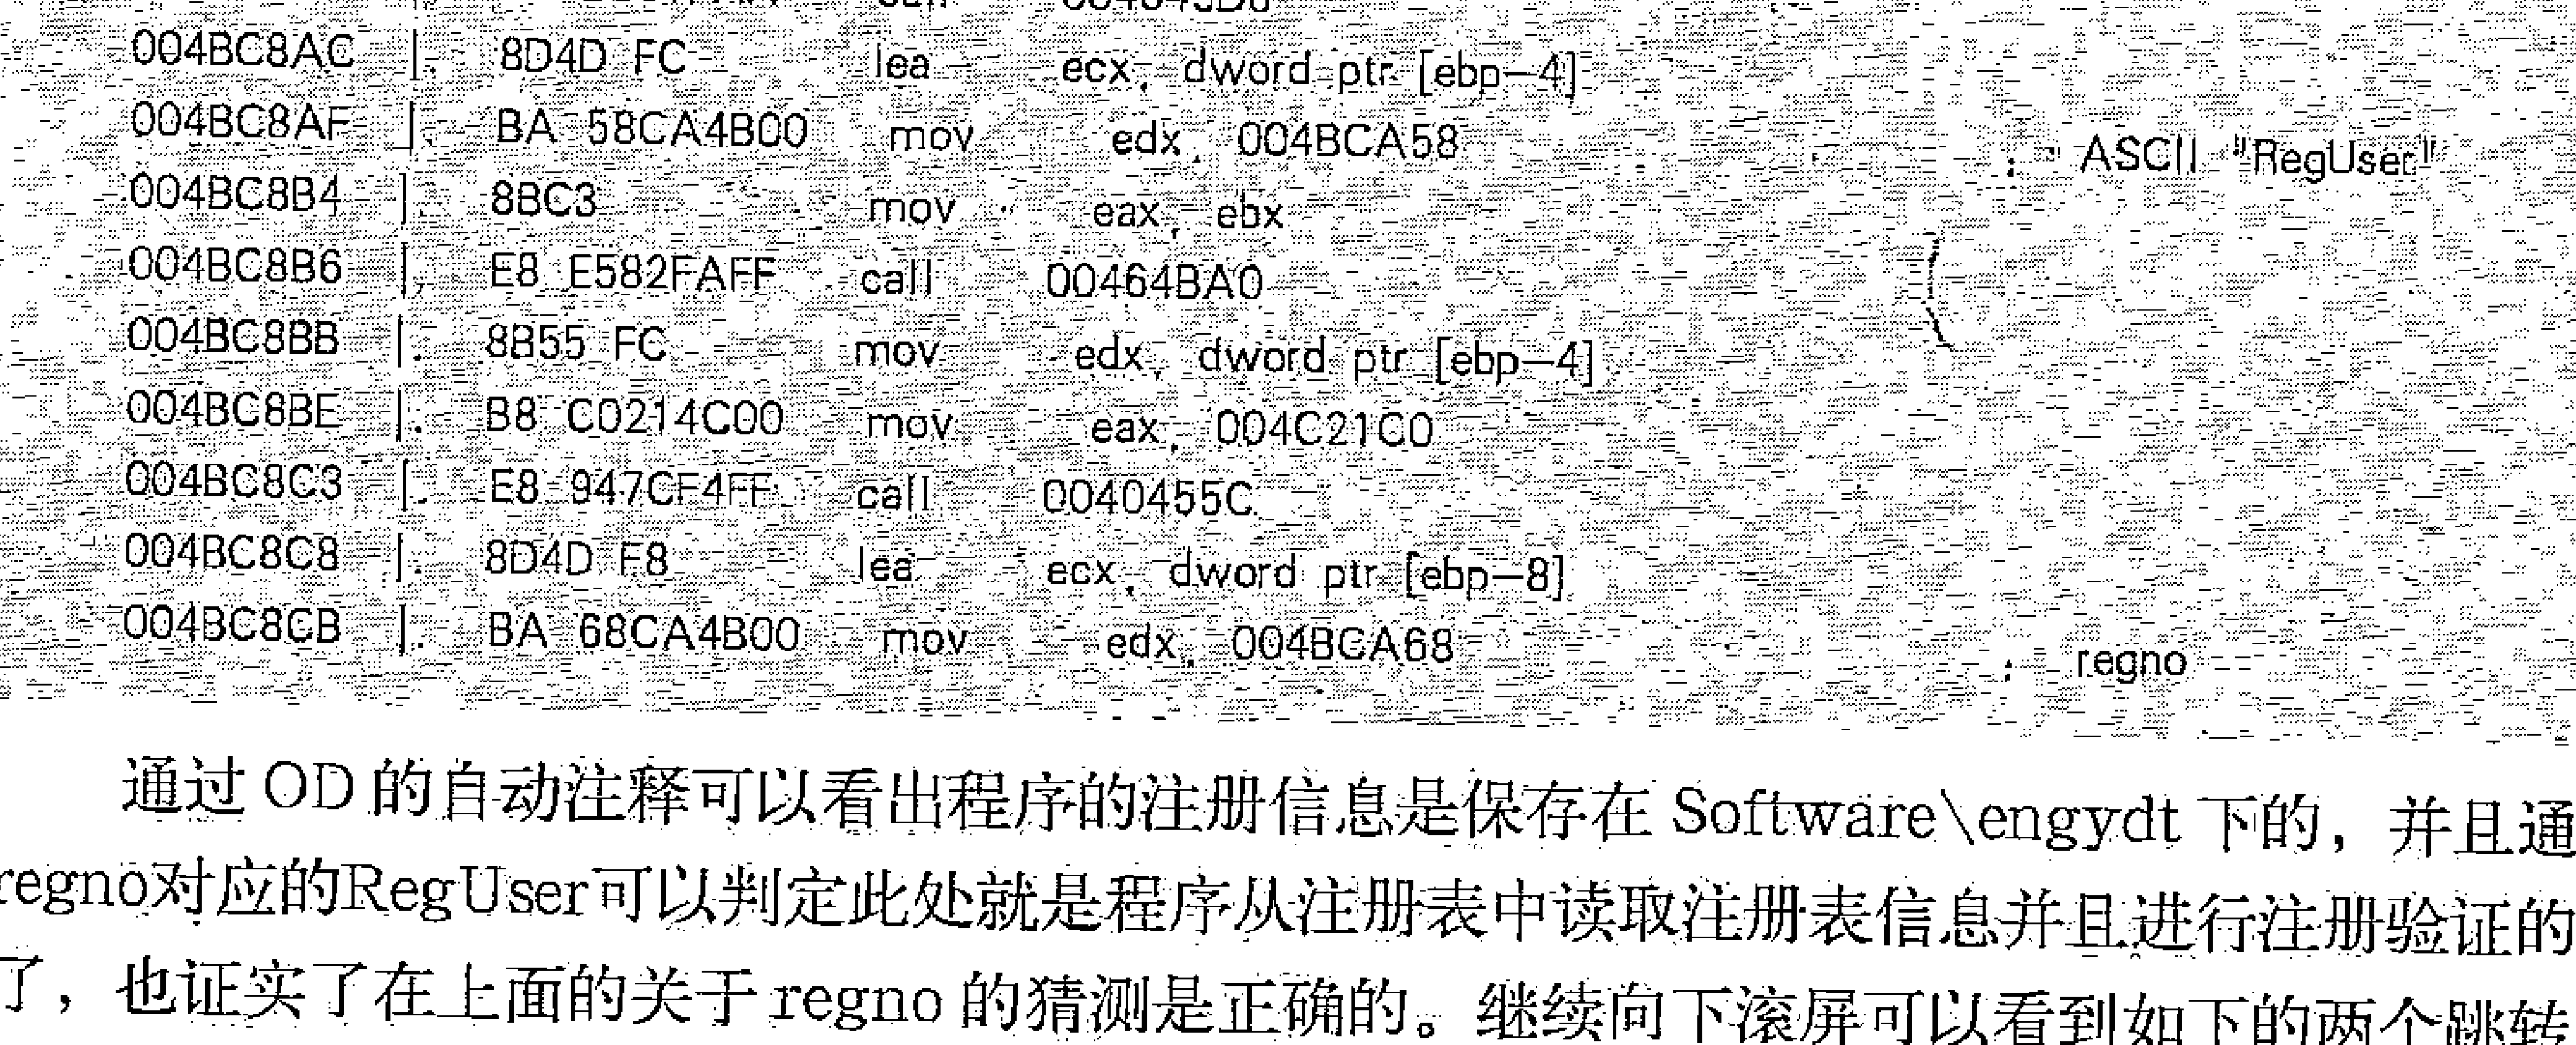 004BC8AC |. 8D4D FC lea ecx, dword ptr [ebp-4]
004BC8AF |. BA 58CA4B00 mov edx, 004BCA58 ; ASCII "RegUser"
004BC8B4 |. 8BC3 mov eax, ebx
004BC8B6 |. E8 E582FAFF call 00464BA0
004BC8BB |. 8B55 FC mov edx, dword ptr [ebp-4]
004BC8BE |. B8 C0214C00 mov eax, 004C21C0
004BC8C3 |. E8 947CF4FF call 0040455C
004BC8C8 |. 8D4D F8 lea ecx, dword ptr [ebp-8]
004BC8CB |. BA 68CA4B00 mov edx, 004BCA68 ; regno
通过 OD 的自动注释可以看出程序的注册信息是保存在 Software\engydt 下的，并且通
regno对应的RegUser可以判定此处就是程序从注册表中读取注册表信息并且进行注册验证的
了，也证实了在上面的关于 regno 的猜测是正确的。继续向下滚屏可以看到如下的两个跳转